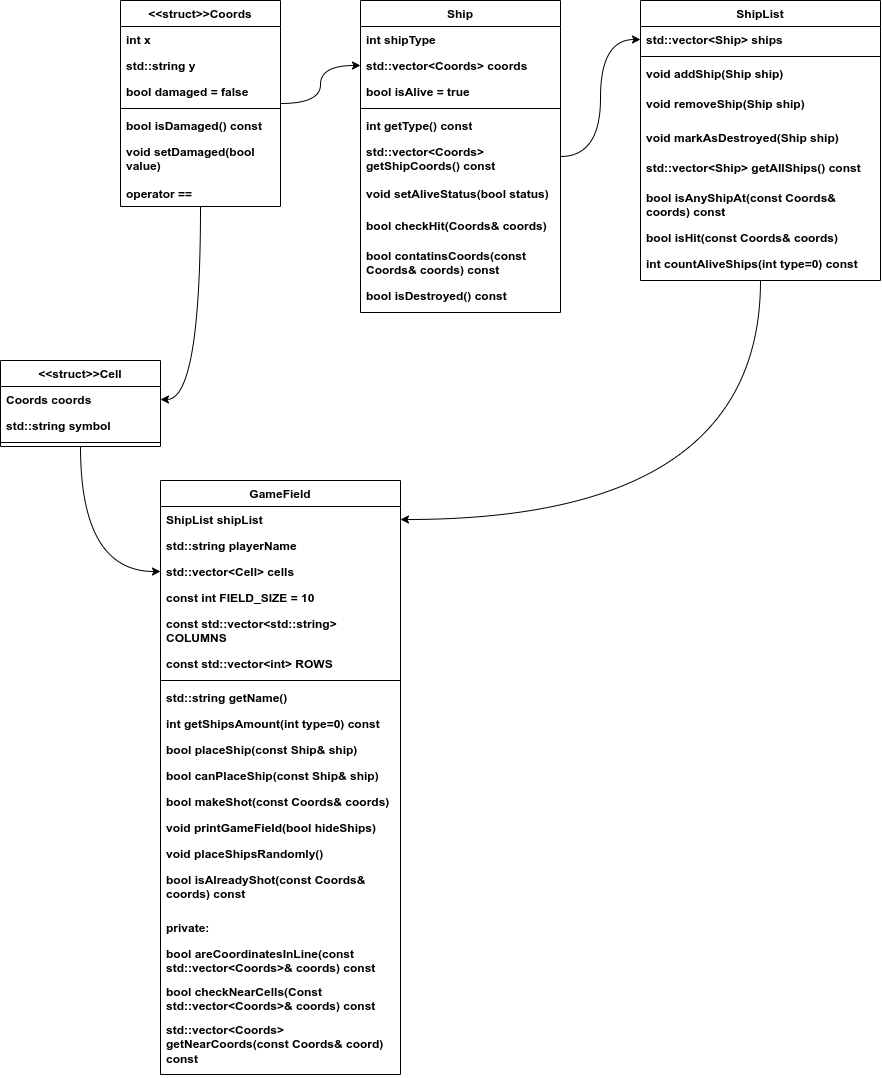 <<struct>>Coords
int x
std::string y
bool damaged = false
bool isDamaged() const
void setDamaged(bool
value)
operator ==
Ship
int shipType
std::vector<Coords> coords
bool isAlive = true
int getType() const
std::vector<Coords>
getShipCoords() const
void setAliveStatus(bool status)
bool checkHit(Coords& coords)
bool contatinsCoords(const
Coords& coords) const
bool isDestroyed() const
ShipList
std::vector<Ship> ships
void addShip(Ship ship)
void removeShip(Ship ship)
void markAsDestroyed(Ship ship)
std::vector<Ship> getAllShips() const
bool isAnyShipAt(const Coords&
coords) const
bool isHit(const Coords& coords)
int countAliveShips(int type=0) const
<<struct>>Cell
Coords coords
std::string symbol
GameField
ShipList shipList
std::string playerName
std::vector<Cell> cells
const int FIELD_SIZE = 10
const std::vector<std::string>
COLUMNS
const std::vector<int> ROWS
std::string getName()
int getShipsAmount(int type=0) const
bool placeShip(const Ship& ship)
bool canPlaceShip(const Ship& ship)
bool makeShot(const Coords& coords)
void printGameField(bool hideShips)
void placeShipsRandomly()
bool isAlreadyShot(const Coords&
coords) const
private:
bool areCoordinatesInLine(const
std::vector<Coords>& coords) const
bool checkNearCells(Const
std::vector<Coords>& coords) const
std::vector<Coords>
getNearCoords(const Coords& coord)
const